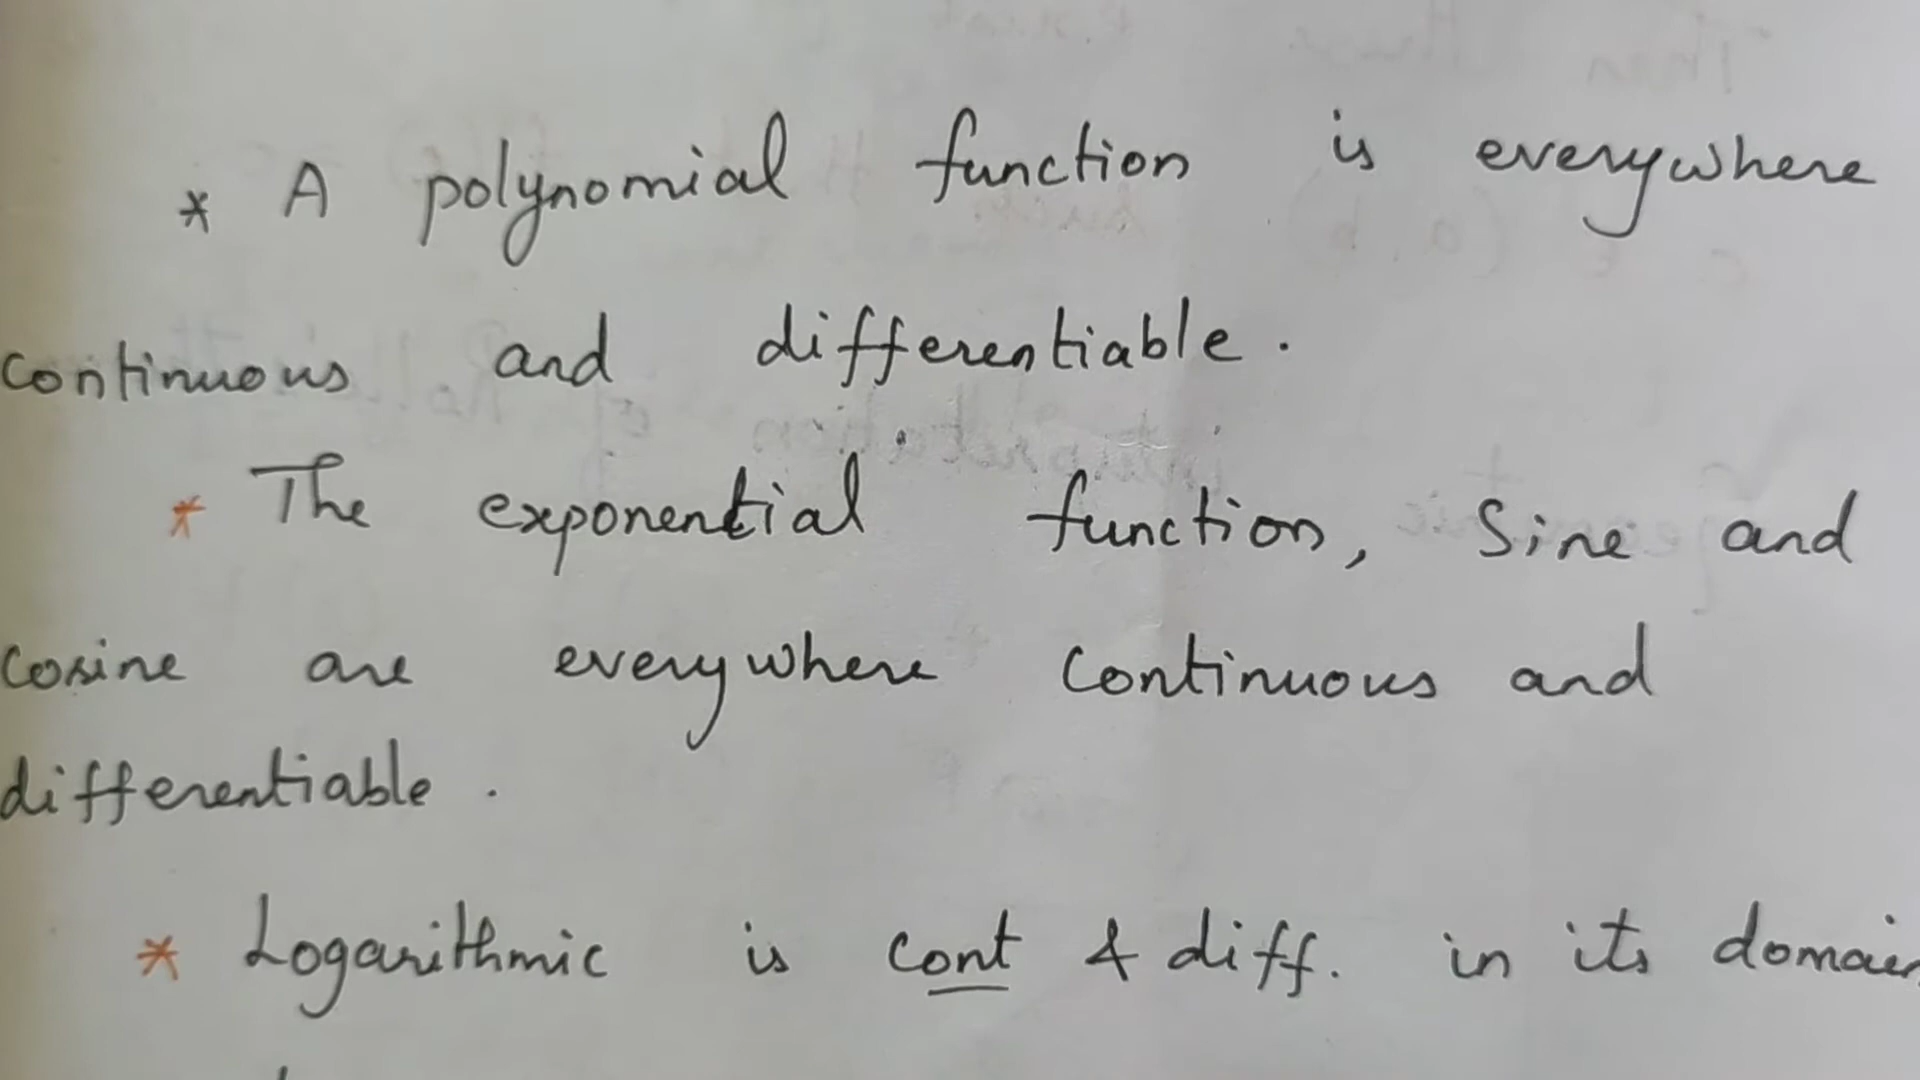 * A polynomial function is everywhere
continuous and differentiable.
* The exponential function, Sine and
cosine are everywhere continuous and
differentiable.
* Logarithmic is cont & diff. in its domain